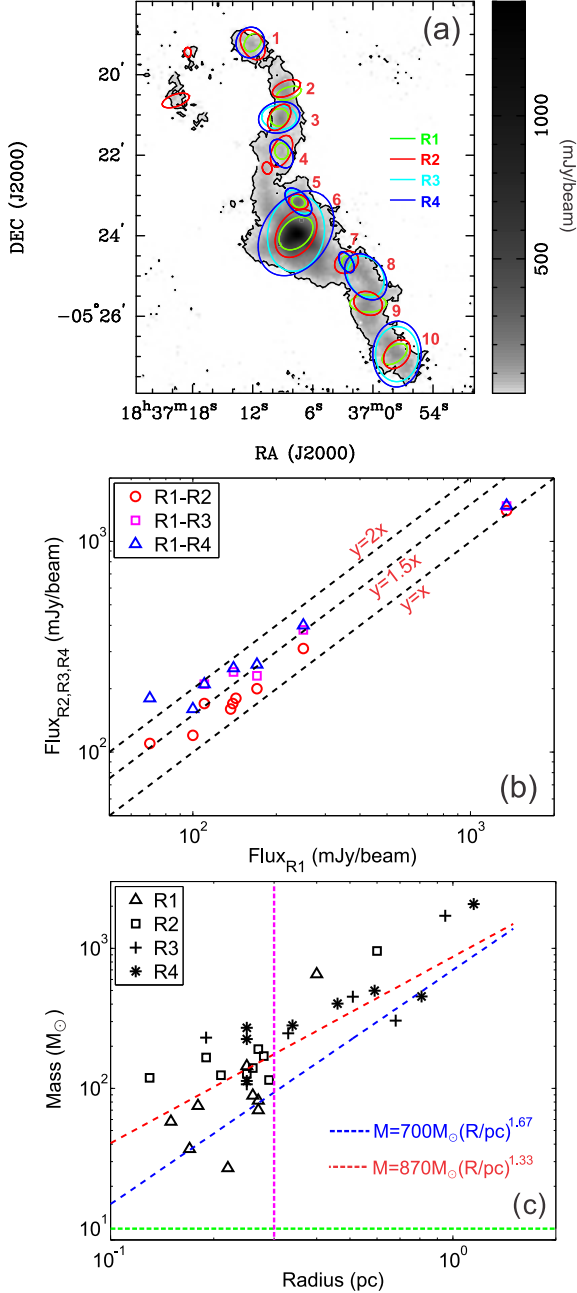 (a)
1
2
3
4
5
6
7
8
9
10
R1
R2
R3
R4
20′
22′
24′
−05°26′
DEC (J2000)
18ʰ37ᵐ18ˢ 12ˢ 6ˢ 37ᵐ0ˢ 54ˢ
RA (J2000)
1000
500
(mJy/beam)
R1-R2
R1-R3
R1-R4
y=2x
y=1.5x
y=x
10³
10²
Flux_R2,R3,R4 (mJy/beam)
(b)
10² 10³
Flux_R1 (mJy/beam)
R1
R2
R3
R4
10³
10²
10¹
Mass (M⊙)
M=700M⊙(R/pc)^1.67
M=870M⊙(R/pc)^1.33
(c)
10⁻¹ 10⁰
Radius (pc)